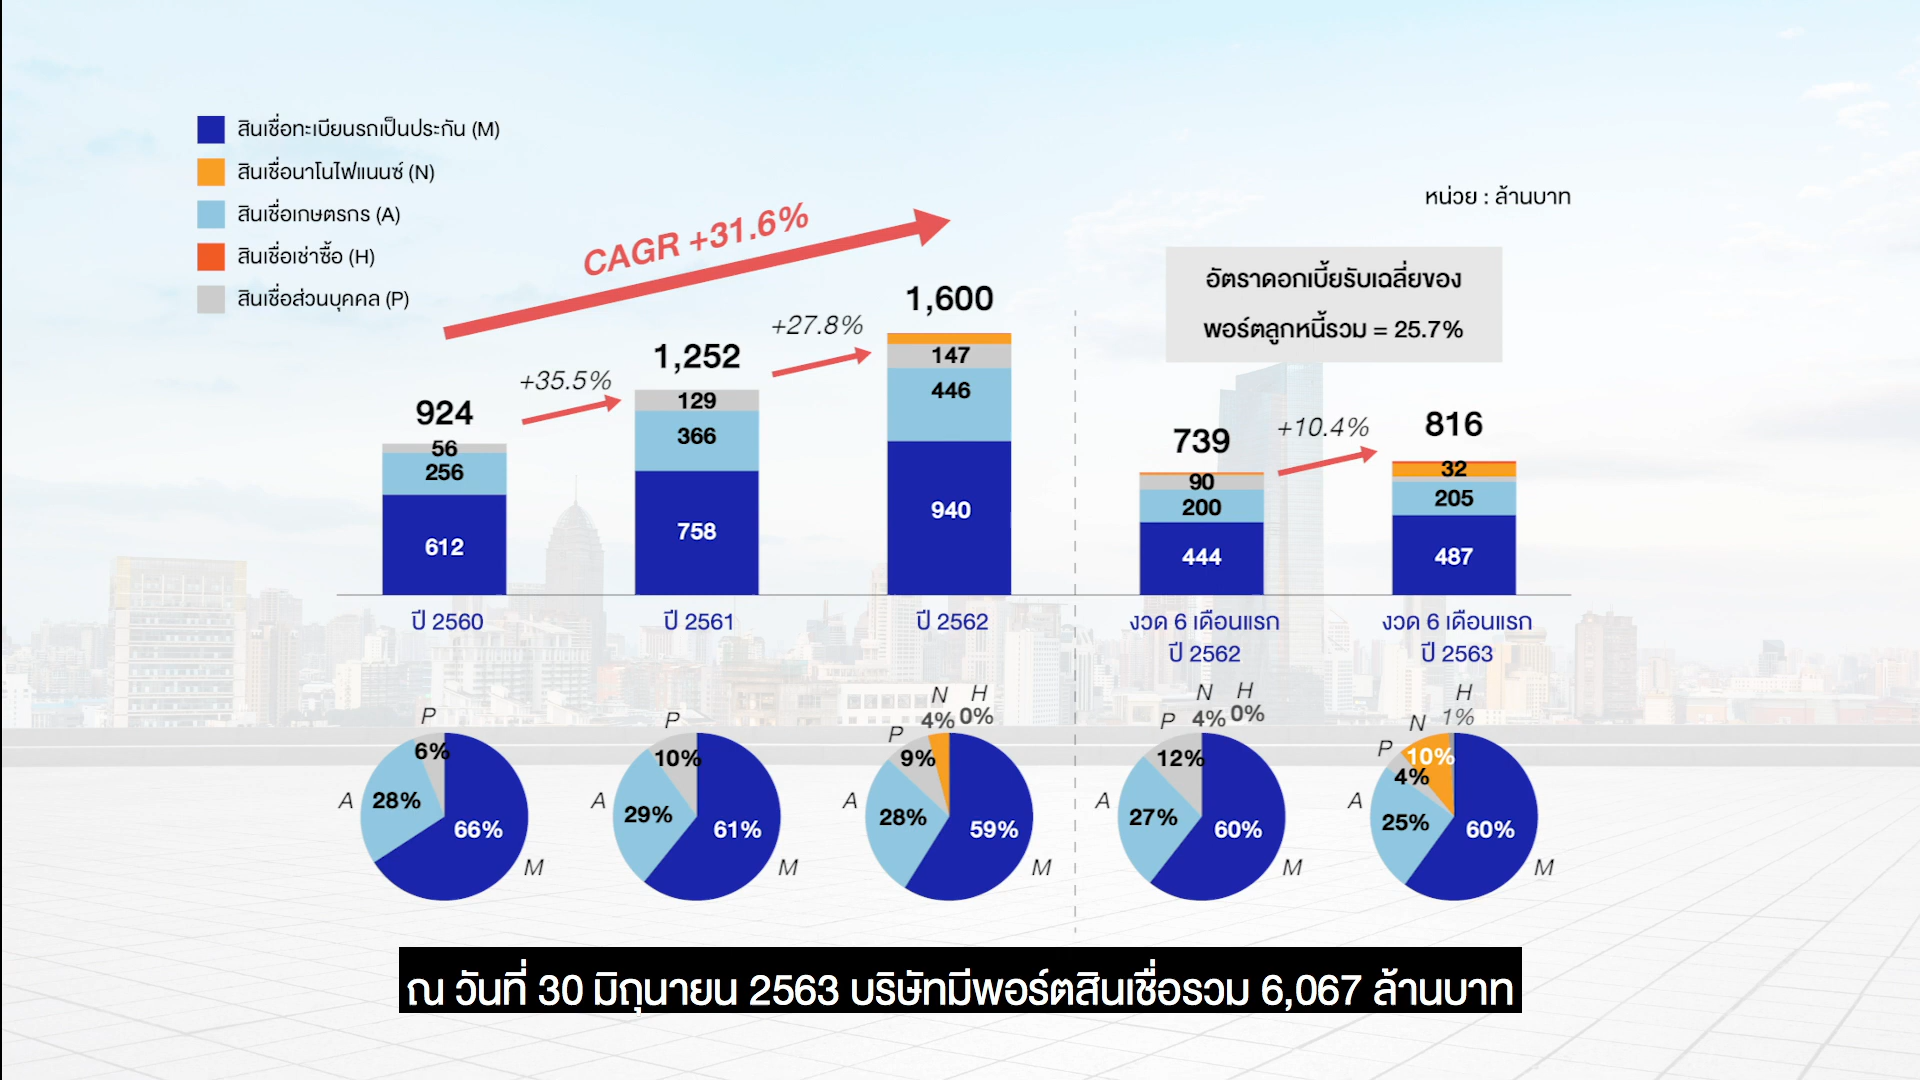 สินเชื่อทะเบียนรถเป็นประกัน (M)
สินเชื่อนาโนไฟแนนซ์ (N)
สินเชื่อเกษตรกร (A)
สินเชื่อเช่าซื้อ (H)
สินเชื่อส่วนบุคคล (P)
หน่วย : ล้านบาท
CAGR +31.6%
อัตราดอกเบี้ยรับเฉลี่ยของ
พอร์ตลูกหนี้รวม = 25.7%
924
+35.5%
1,252
+27.8%
1,600
739
+10.4%
816
56
256
612
129
366
758
147
446
940
90
200
444
32
205
487
ปี 2560
ปี 2561
ปี 2562
งวด 6 เดือนแรก
ปี 2562
งวด 6 เดือนแรก
ปี 2563
P
6%
A
28%
66%
M
P
10%
A
29%
61%
M
N H
4% 0%
P
9%
A
28%
59%
M
N H
P 4% 0%
12%
A
27%
60%
M
H
N 1%
P
10%
4%
A
25%
60%
M
ณ วันที่ 30 มิถุนายน 2563 บริษัทมีพอร์ตสินเชื่อรวม 6,067 ล้านบาท